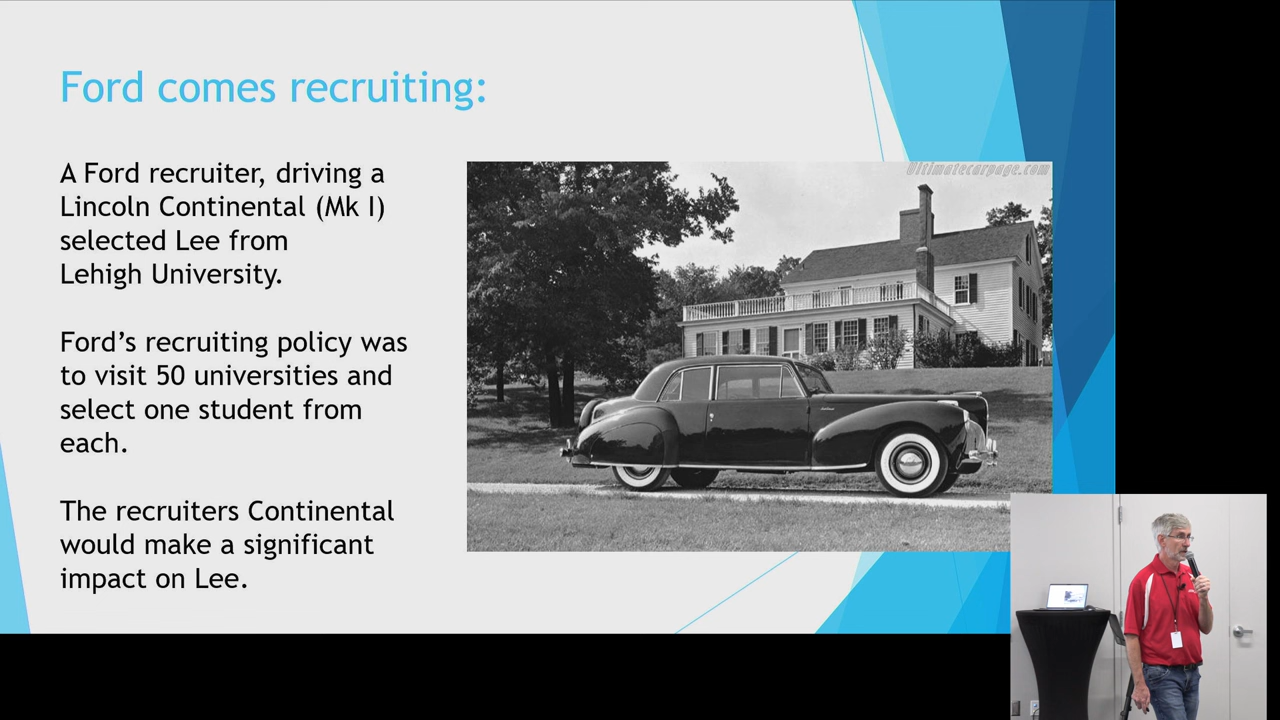 Ford comes recruiting:
A Ford recruiter, driving a
Lincoln Continental (Mk I)
selected Lee from
Lehigh University.
Ford’s recruiting policy was
to visit 50 universities and
select one student from
each.
The recruiters Continental
would make a significant
impact on Lee.
Ultimatecarpage.com